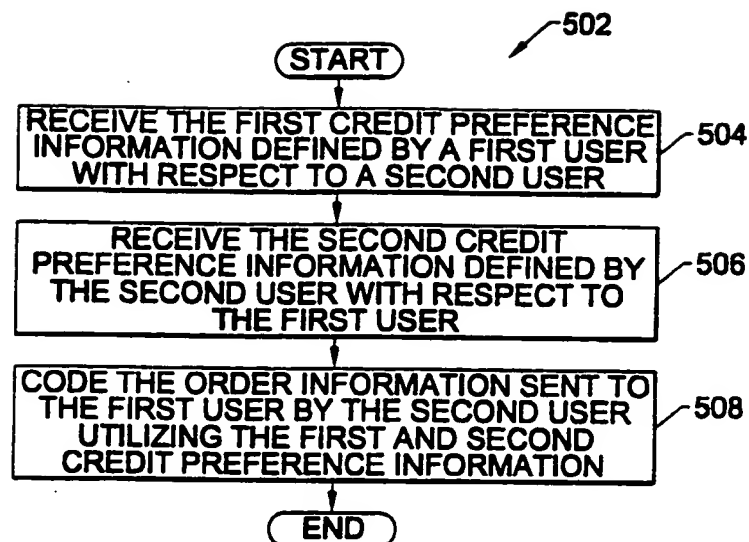 502
START
RECEIVE THE FIRST CREDIT PREFERENCE
INFORMATION DEFINED BY A FIRST USER
WITH RESPECT TO A SECOND USER
504
RECEIVE THE SECOND CREDIT
PREFERENCE INFORMATION DEFINED BY
THE SECOND USER WITH RESPECT TO
THE FIRST USER
506
CODE THE ORDER INFORMATION SENT TO
THE FIRST USER BY THE SECOND USER
UTILIZING THE FIRST AND SECOND
CREDIT PREFERENCE INFORMATION
508
END